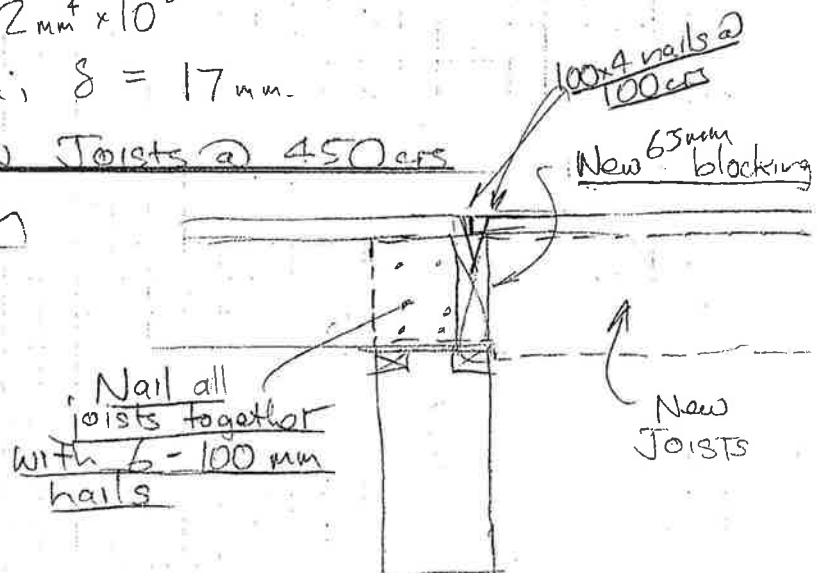 2 mm⁴ x 10
; δ = 17 mm.
Joists @ 450 crs
100x4 nails @
100 crs
New 65mm blocking
Nail all
joists together
with 6 - 100 mm
nails
New
JOISTS